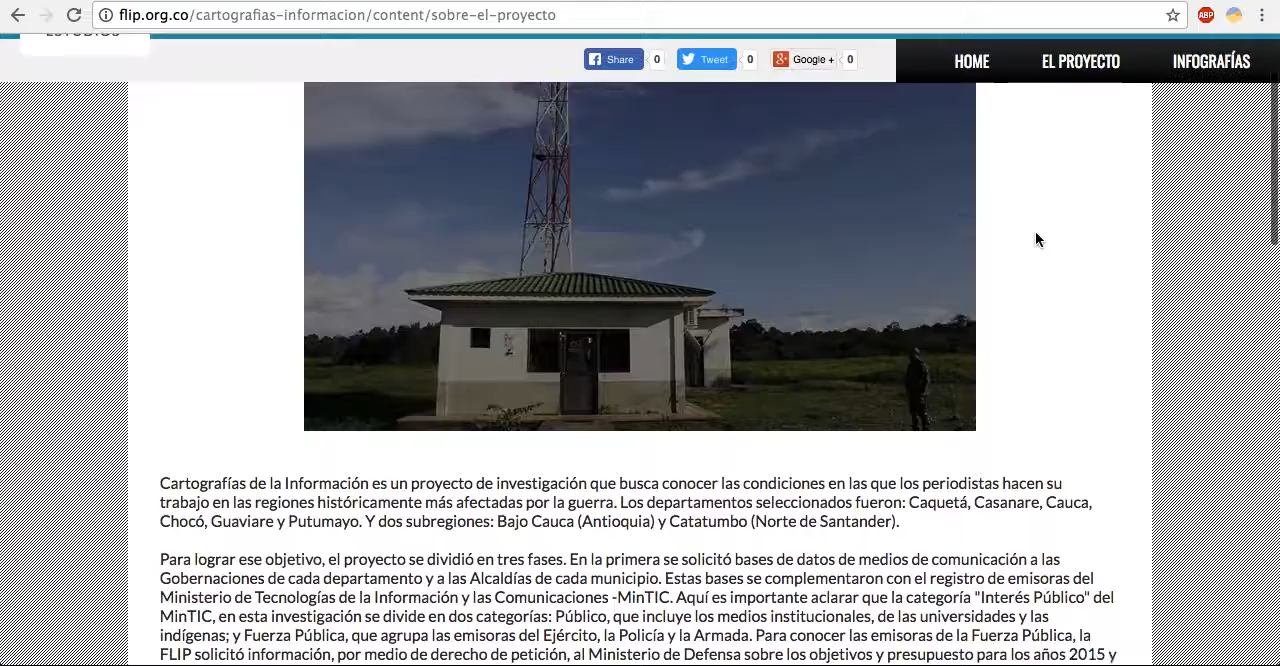 flip.org.co/cartografias-informacion/content/sobre-el-proyecto
ABP
ESTUDIOS
Share 0 Tweet 0 Google + 0
HOME EL PROYECTO INFOGRAFÍAS
Cartografías de la Información es un proyecto de investigación que busca conocer las condiciones en las que los periodistas hacen su
trabajo en las regiones históricamente más afectadas por la guerra. Los departamentos seleccionados fueron: Caquetá, Casanare, Cauca,
Chocó, Guaviare y Putumayo. Y dos subregiones: Bajo Cauca (Antioquia) y Catatumbo (Norte de Santander).
Para lograr ese objetivo, el proyecto se dividió en tres fases. En la primera se solicitó bases de datos de medios de comunicación a las
Gobernaciones de cada departamento y a las Alcaldías de cada municipio. Estas bases se complementaron con el registro de emisoras del
Ministerio de Tecnologías de la Información y las Comunicaciones -MinTIC. Aquí es importante aclarar que la categoría "Interés Público" del
MinTIC, en esta investigación se divide en dos categorías: Público, que incluye los medios institucionales, de las universidades y las
indígenas; y Fuerza Pública, que agrupa las emisoras del Ejército, la Policía y la Armada. Para conocer las emisoras de la Fuerza Pública, la
FLIP solicitó información, por medio de derecho de petición, al Ministerio de Defensa sobre los objetivos y presupuesto para los años 2015 y